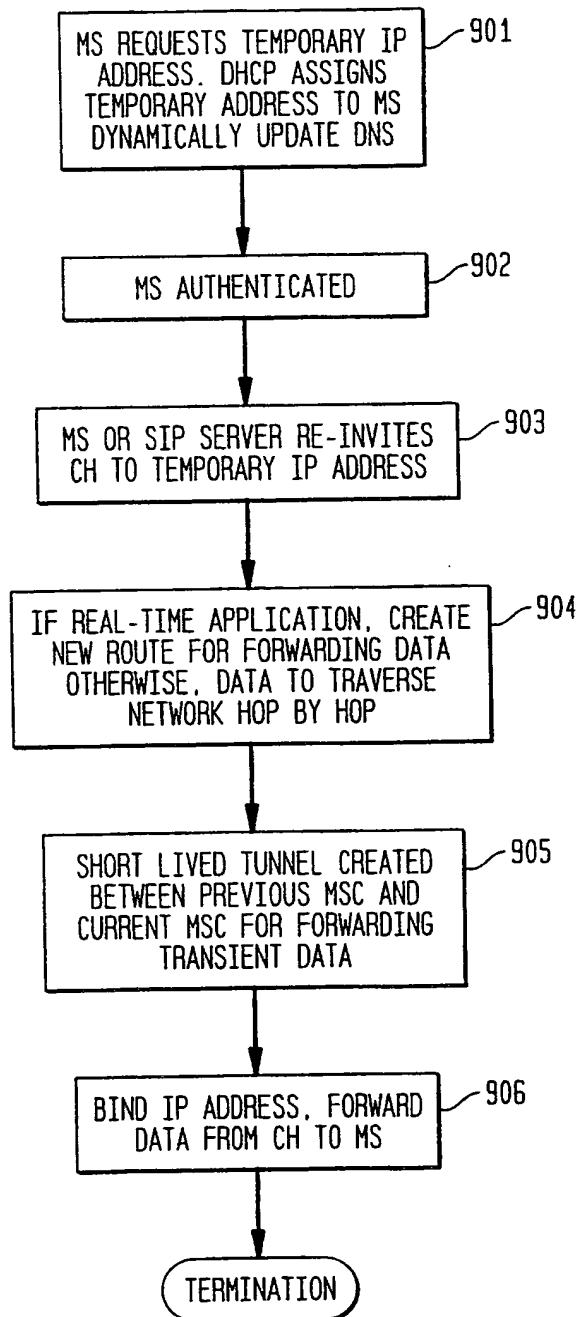 MS REQUESTS TEMPORARY IP
ADDRESS. DHCP ASSIGNS
TEMPORARY ADDRESS TO MS
DYNAMICALLY UPDATE DNS
901
MS AUTHENTICATED
902
MS OR SIP SERVER RE-INVITES
CH TO TEMPORARY IP ADDRESS
903
IF REAL-TIME APPLICATION, CREATE
NEW ROUTE FOR FORWARDING DATA
OTHERWISE, DATA TO TRAVERSE
NETWORK HOP BY HOP
904
SHORT LIVED TUNNEL CREATED
BETWEEN PREVIOUS MSC AND
CURRENT MSC FOR FORWARDING
TRANSIENT DATA
905
BIND IP ADDRESS, FORWARD
DATA FROM CH TO MS
906
TERMINATION